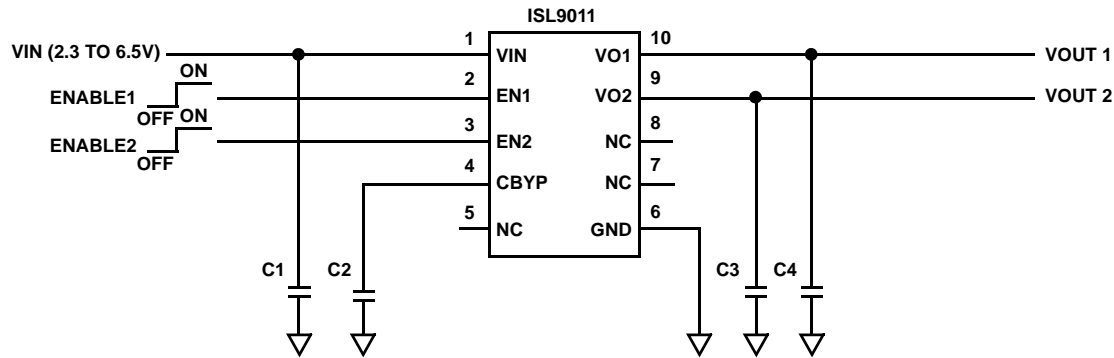 ISL9011
VIN (2.3 TO 6.5V)
1
VIN
VO1
10
VOUT 1
ON
ENABLE1
OFF
2
EN1
VO2
9
VOUT 2
ON
ENABLE2
OFF
3
EN2
NC
8
4
CBYP
NC
7
5
NC
GND
6
C1
C2
C3
C4